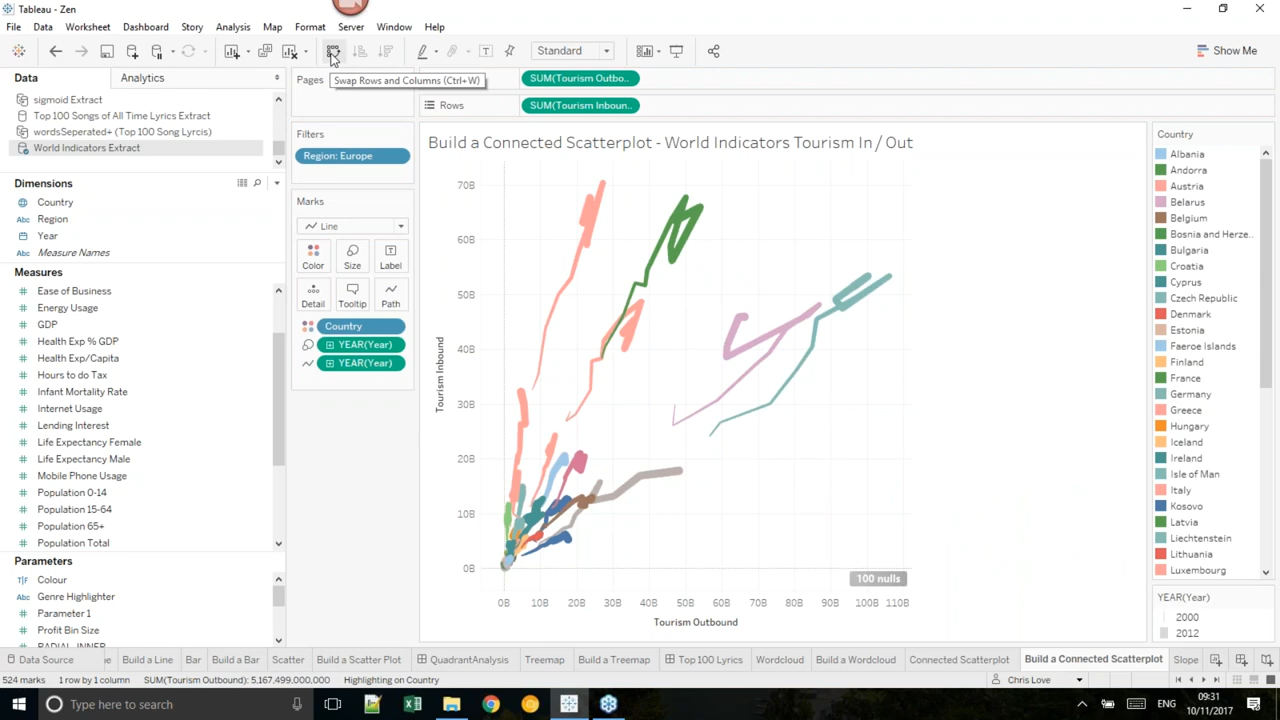 Tableau - Zen
File Data Worksheet Dashboard Story Analysis Map Format Server Window Help
Standard
Show Me
Data Analytics
Pages
Swap Rows and Columns (Ctrl+W)
SUM(Tourism Outbo..
Rows
SUM(Tourism Inboun..
sigmoid Extract
Top 100 Songs of All Time Lyrics Extract
wordsSeperated+ (Top 100 Song Lyrcis)
World Indicators Extract
Dimensions
Country
Abc Region
Year
Abc Measure Names
Measures
# Ease of Business
# Energy Usage
# GDP
# Health Exp % GDP
# Health Exp/Capita
# Hours to do Tax
# Infant Mortality Rate
# Internet Usage
# Lending Interest
# Life Expectancy Female
# Life Expectancy Male
# Mobile Phone Usage
# Population 0-14
# Population 15-64
# Population 65+
# Population Total
Parameters
T|F Colour
Abc Genre Highlighter
# Parameter 1
# Profit Bin Size
Filters
Region: Europe
Marks
Line
Color Size Label
Detail Tooltip Path
Country
YEAR(Year)
YEAR(Year)
Build a Connected Scatterplot - World Indicators Tourism In / Out
Tourism Inbound
70B
60B
50B
40B
30B
20B
10B
0B
100 nulls
0B 10B 20B 30B 40B 50B 60B 70B 80B 90B 100B 110B
Tourism Outbound
Country
Albania
Andorra
Austria
Belarus
Belgium
Bosnia and Herze..
Bulgaria
Croatia
Cyprus
Czech Republic
Denmark
Estonia
Faeroe Islands
Finland
France
Germany
Greece
Hungary
Iceland
Ireland
Isle of Man
Italy
Kosovo
Latvia
Liechtenstein
Lithuania
Luxembourg
YEAR(Year)
2000
2012
Data Source Build a Line Bar Build a Bar Scatter Build a Scatter Plot QuadrantAnalysis Treemap Build a Treemap Top 100 Lyrics Wordcloud Build a Wordcloud Connected Scatterplot Build a Connected Scatterplot Slope
524 marks 1 row by 1 column SUM(Tourism Outbound): 5,167,499,000,000 Highlighting on Country Chris Love
Type here to search
ENG
09:31
10/11/2017